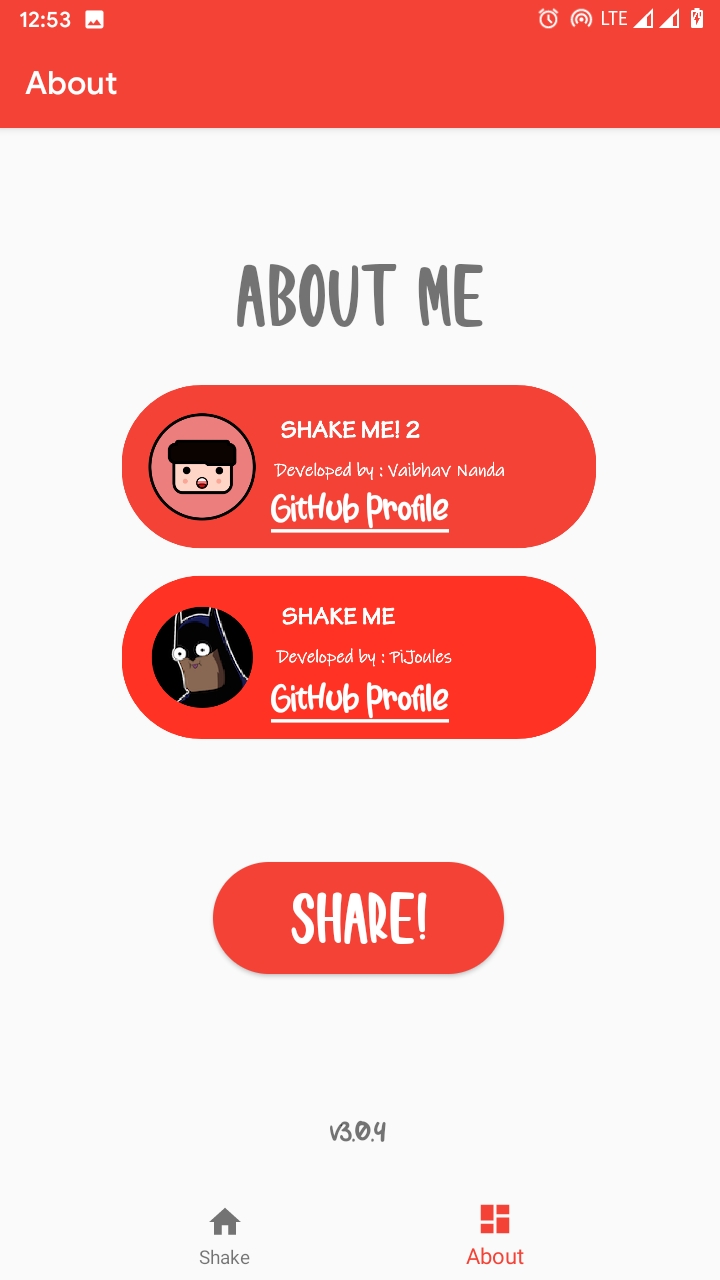 12:53 LTE
About
ABOUT ME
SHAKE ME! 2
Developed by : Vaibhav Nanda
GitHub Profile
SHAKE ME
Developed by : PiJoules
GitHub Profile
SHARE!
v3.0.4
Shake About